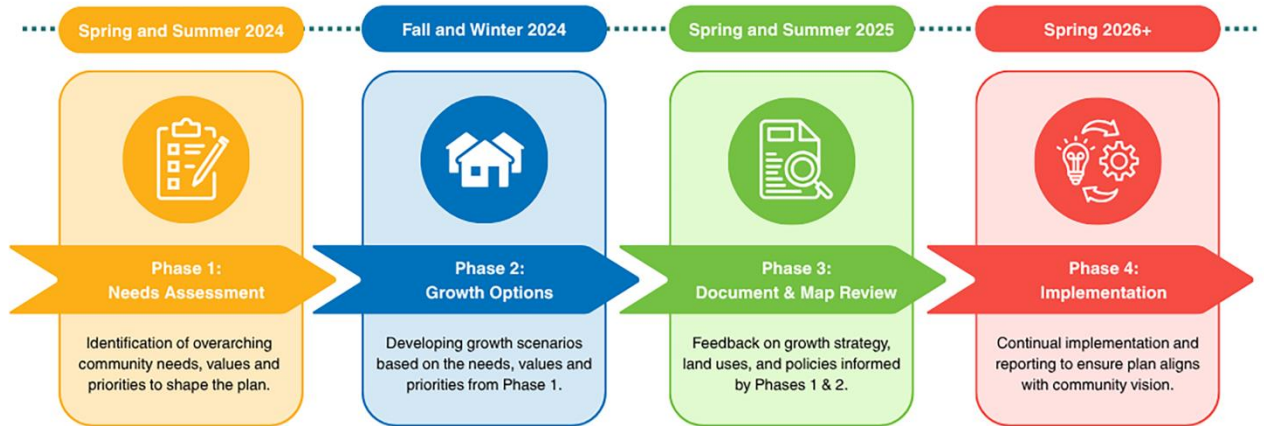 Spring and Summer 2024
Fall and Winter 2024
Spring and Summer 2025
Spring 2026+
Phase 1:
Needs Assessment
Identification of overarching
community needs, values and
priorities to shape the plan.
Phase 2:
Growth Options
Developing growth scenarios
based on the needs, values and
priorities from Phase 1.
Phase 3:
Document & Map Review
Feedback on growth strategy,
land uses, and policies informed
by Phases 1 & 2.
Phase 4:
Implementation
Continual implementation and
reporting to ensure plan aligns
with community vision.